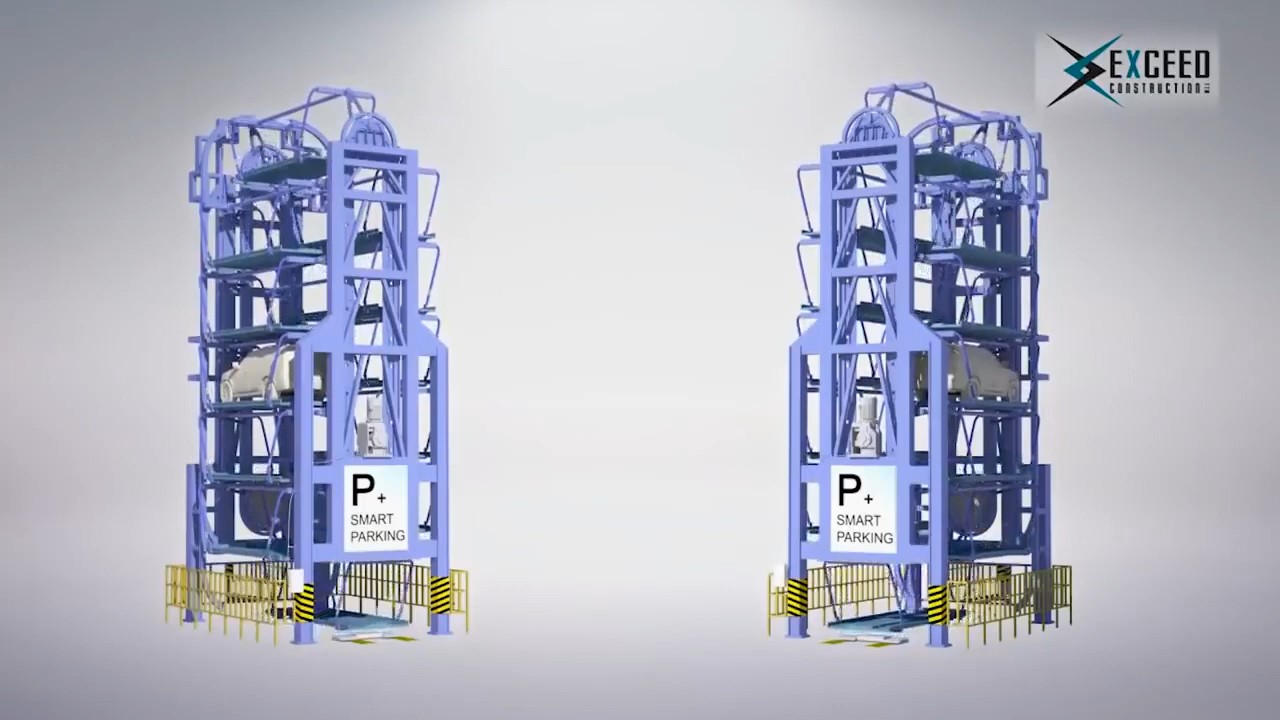 EXCEED
CONSTRUCTION
P+
SMART
PARKING
P+
SMART
PARKING